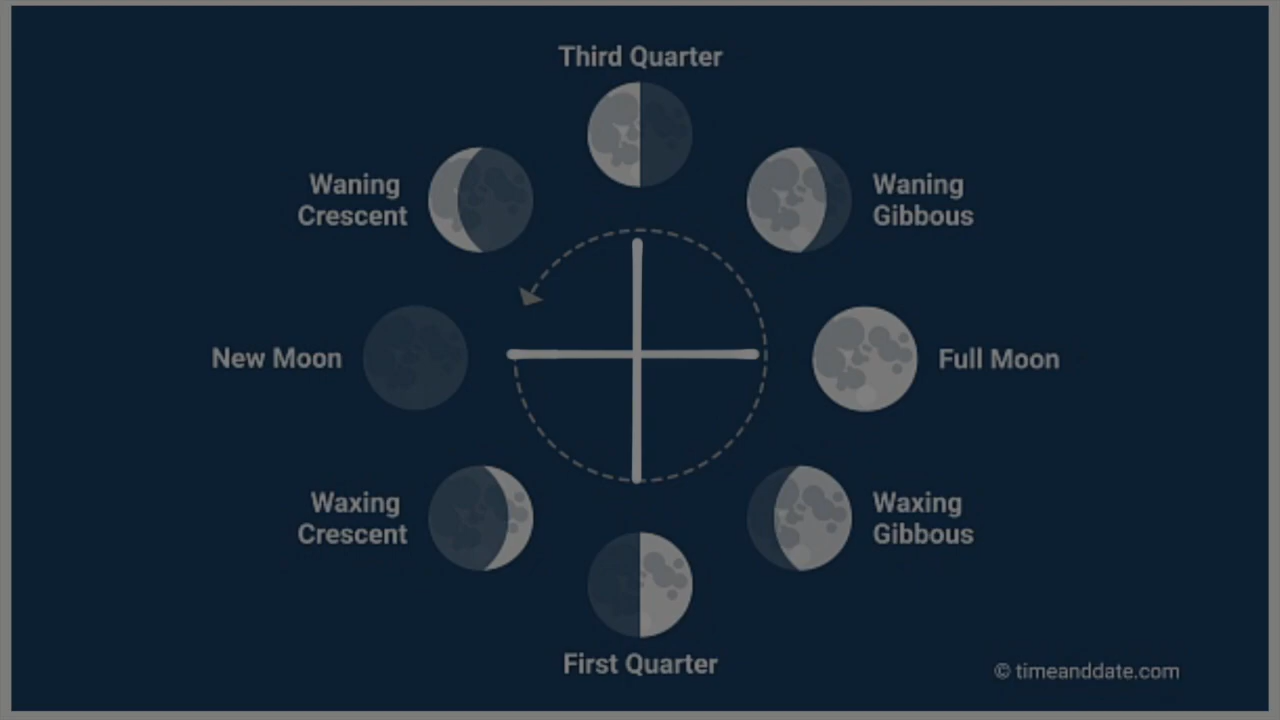 Third Quarter
Waning
Crescent
Waning
Gibbous
New Moon
Full Moon
Waxing
Crescent
Waxing
Gibbous
First Quarter
© timeanddate.com